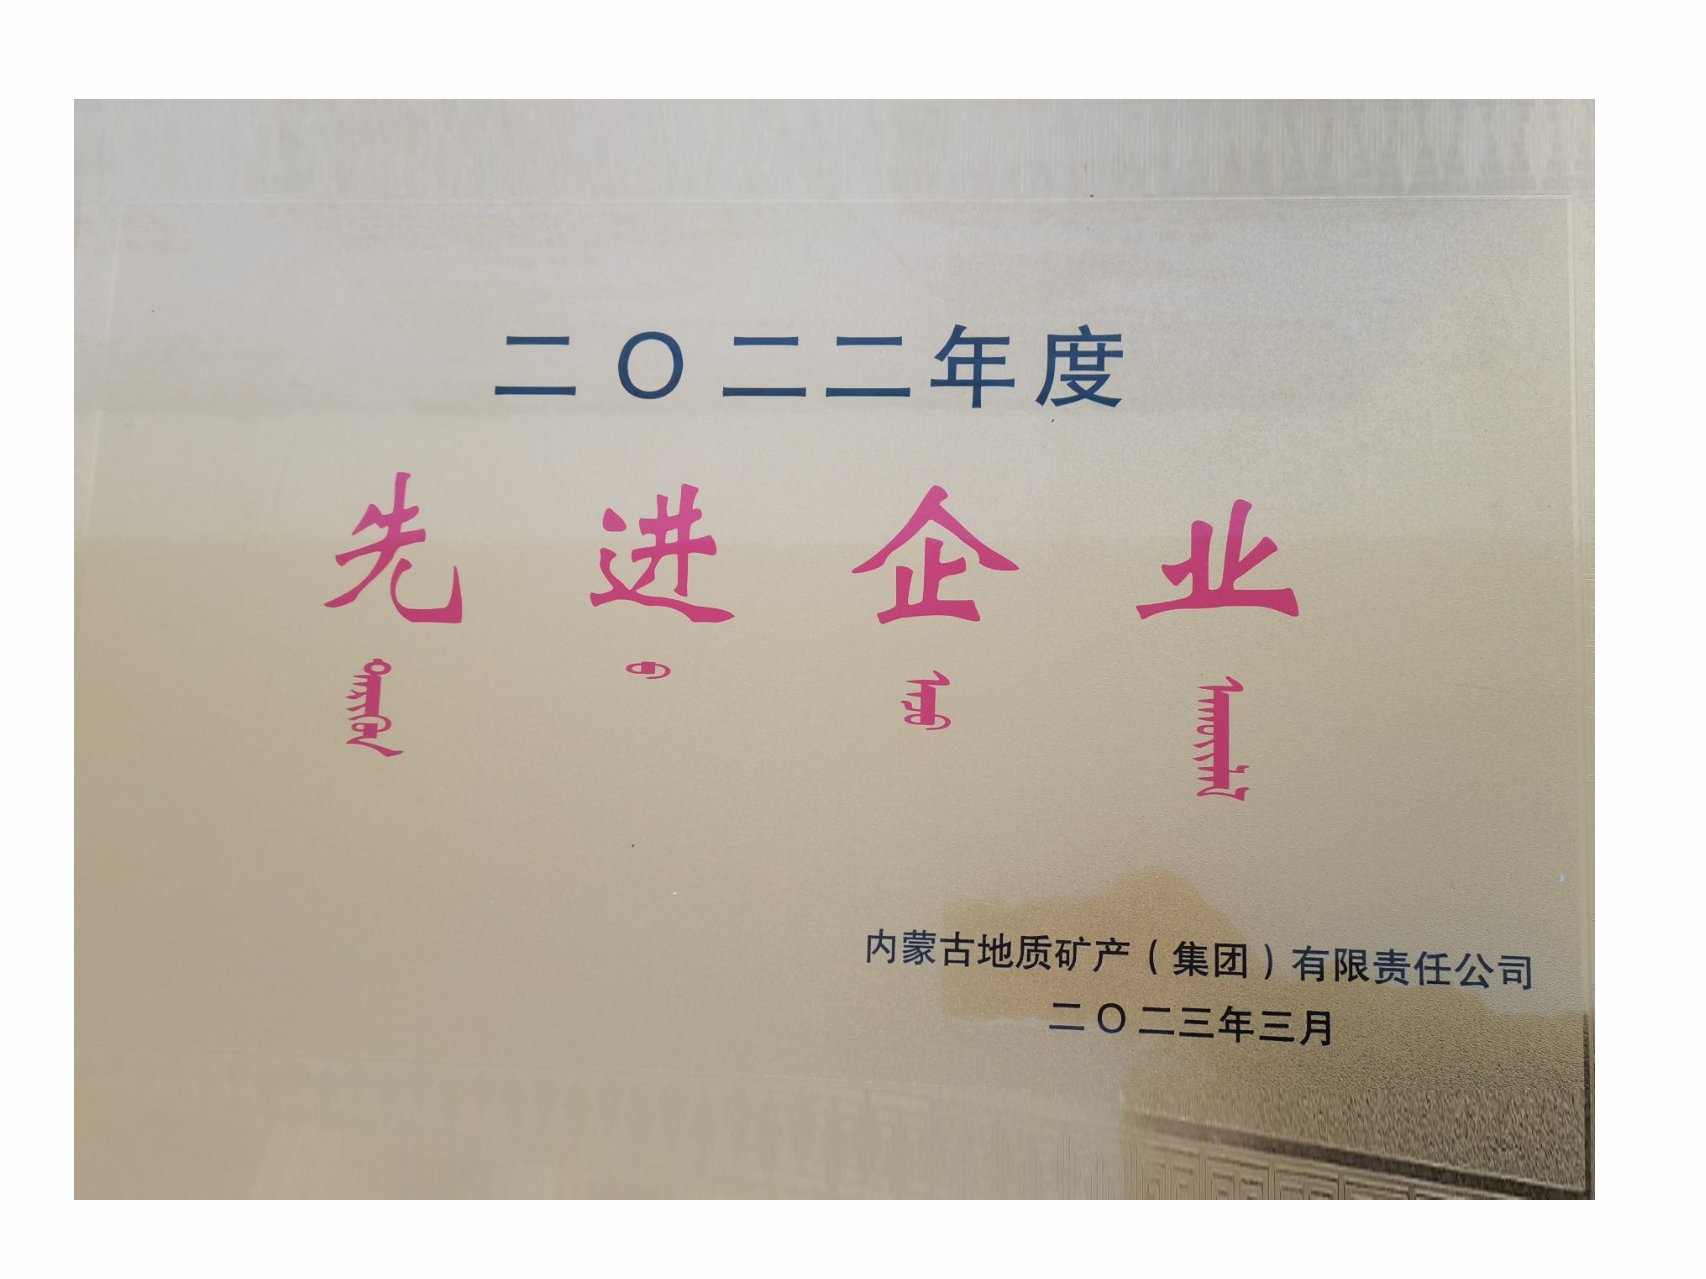 二〇二二年度
先进企业
内蒙古地质矿产（集团）有限责任公司
二〇二三年三月